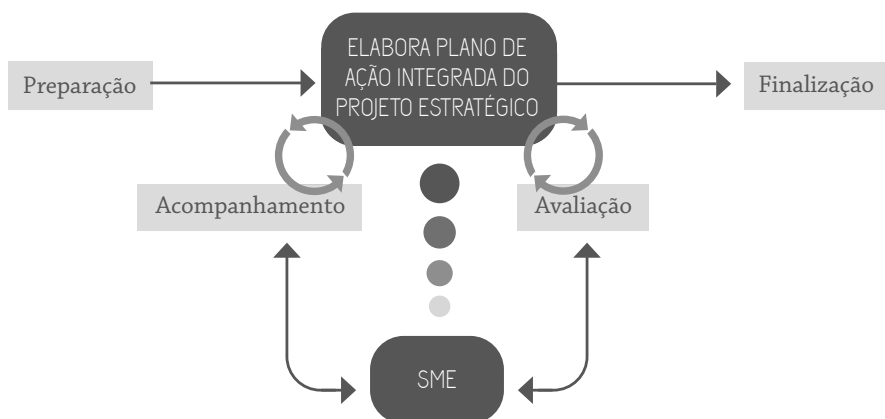 ELABORA PLANO DE
AÇÃO INTEGRADA DO
PROJETO ESTRATÉGICO
Preparação
Finalização
Acompanhamento
Avaliação
SME